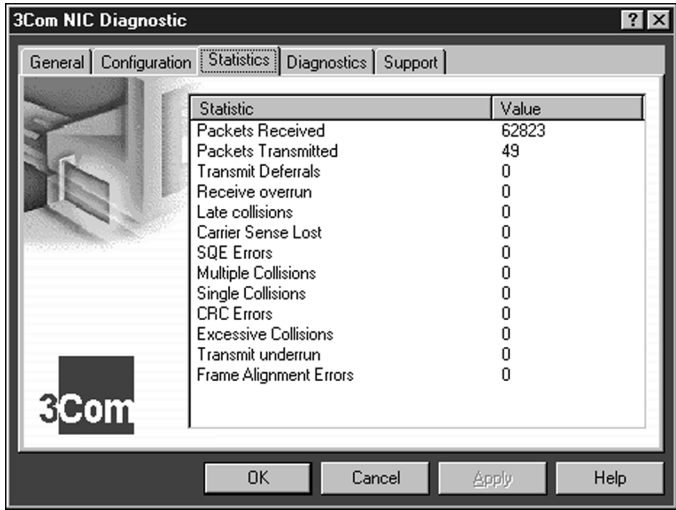 3Com NIC Diagnostic
General Configuration Statistics Diagnostics Support
Statistic Value
Packets Received 62823
Packets Transmitted 49
Transmit Deferrals 0
Receive overrun 0
Late collisions 0
Carrier Sense Lost 0
SQE Errors 0
Multiple Collisions 0
Single Collisions 0
CRC Errors 0
Excessive Collisions 0
Transmit underrun 0
Frame Alignment Errors 0
3Com
OK Cancel Apply Help